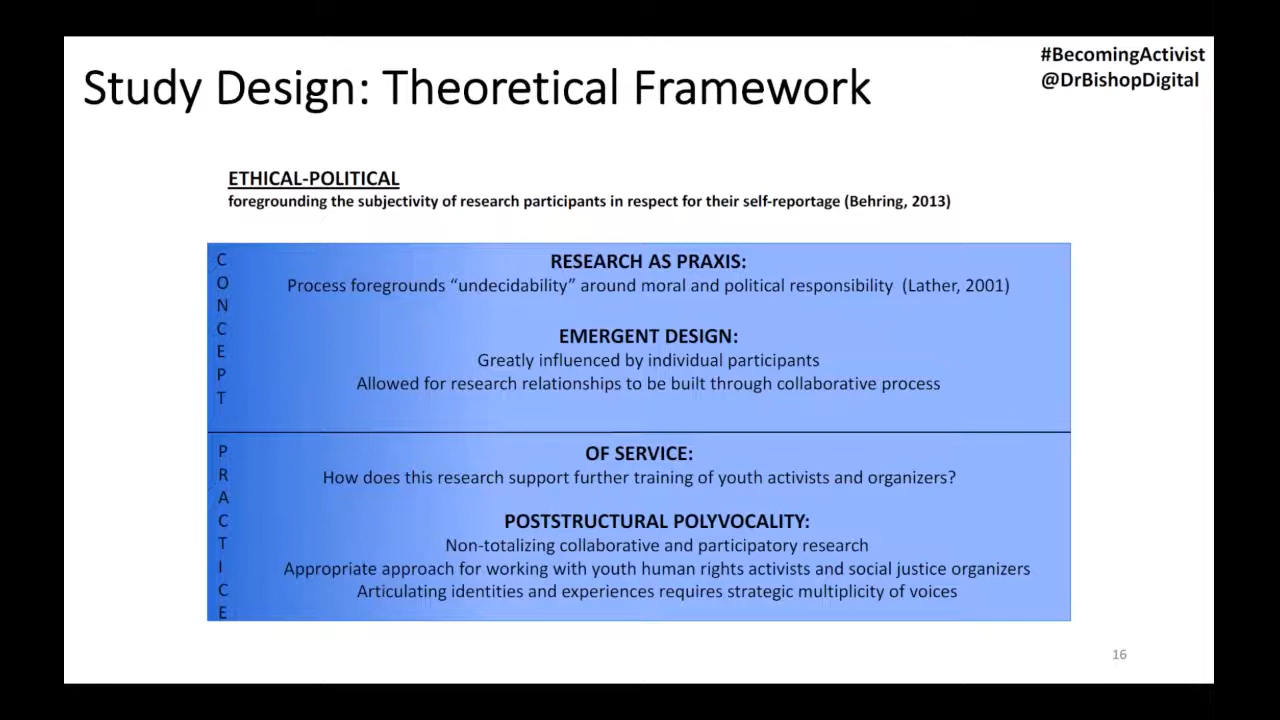 #BecomingActivist
@DrBishopDigital
Study Design: Theoretical Framework
ETHICAL-POLITICAL
foregrounding the subjectivity of research participants in respect for their self-reportage (Behring, 2013)
CONCEPT
RESEARCH AS PRAXIS:
Process foregrounds “undecidability” around moral and political responsibility (Lather, 2001)
EMERGENT DESIGN:
Greatly influenced by individual participants
Allowed for research relationships to be built through collaborative process
PRACTICE
OF SERVICE:
How does this research support further training of youth activists and organizers?
POSTSTRUCTURAL POLYVOCALITY:
Non-totalizing collaborative and participatory research
Appropriate approach for working with youth human rights activists and social justice organizers
Articulating identities and experiences requires strategic multiplicity of voices
16